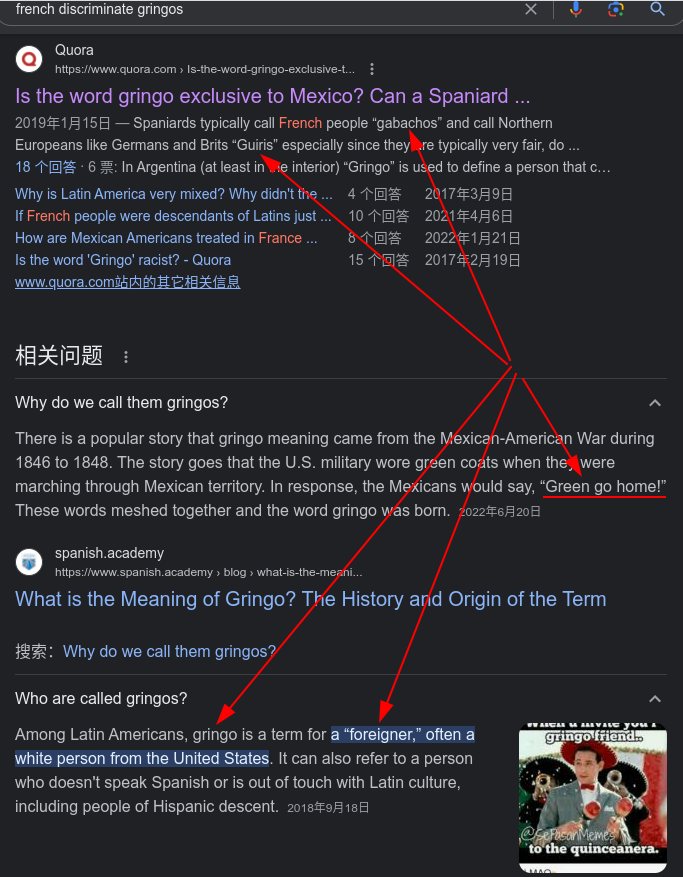 french discriminate gringos
Quora
https://www.quora.com › Is-the-word-gringo-exclusive-t...
Is the word gringo exclusive to Mexico? Can a Spaniard ...
2019年1月15日 — Spaniards typically call French people “gabachos” and call Northern
Europeans like Germans and Brits “Guiris” especially since they are typically very fair, do ...
18 个回答 · 6 票: In Argentina (at least in the interior) “Gringo” is used to define a person that c…
Why is Latin America very mixed? Why didn't the ... 4 个回答 2017年3月9日
If French people were descendants of Latins just ... 10 个回答 2021年4月6日
How are Mexican Americans treated in France ... 8 个回答 2022年1月21日
Is the word 'Gringo' racist? - Quora 15 个回答 2017年2月19日
www.quora.com站内的其它相关信息
相关问题
Why do we call them gringos?
There is a popular story that gringo meaning came from the Mexican-American War during
1846 to 1848. The story goes that the U.S. military wore green coats when they were
marching through Mexican territory. In response, the Mexicans would say, “Green go home!”
These words meshed together and the word gringo was born. 2022年6月20日
spanish.academy
https://www.spanish.academy › blog › what-is-the-meani...
What is the Meaning of Gringo? The History and Origin of the Term
搜索：Why do we call them gringos?
Who are called gringos?
Among Latin Americans, gringo is a term for a “foreigner,” often a
white person from the United States. It can also refer to a person
who doesn't speak Spanish or is out of touch with Latin culture,
including people of Hispanic descent. 2018年9月18日
When u invite you'r
gringo friend..
@SePasonMemes
to the quinceanera.